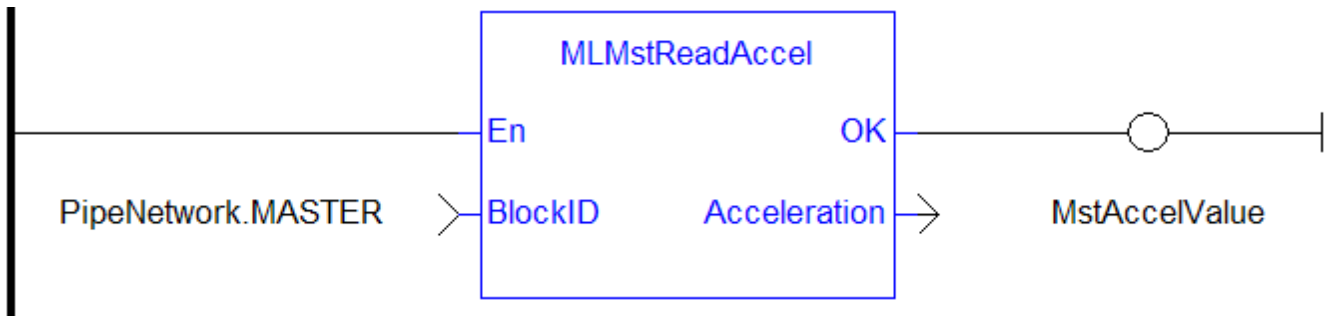 MLMstReadAccel
En OK
PipeNetwork.MASTER BlockID Acceleration MstAccelValue